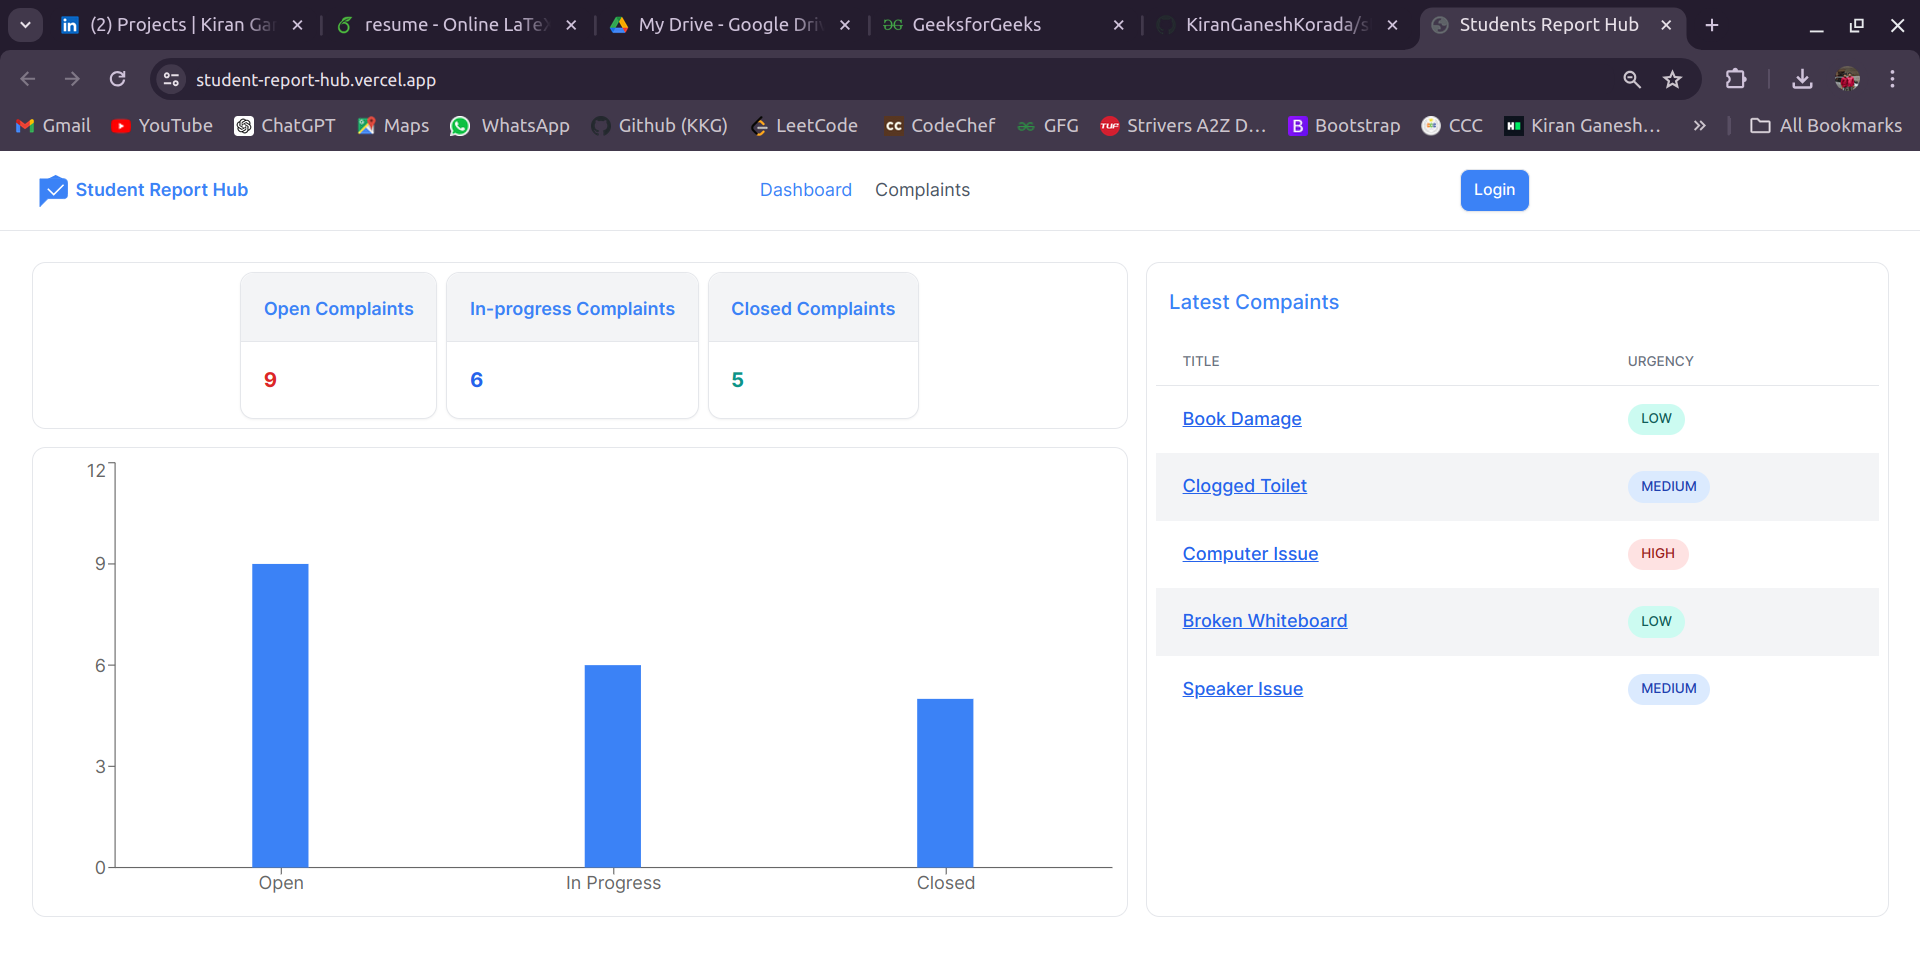 (2) Projects | Kiran Ga
resume - Online LaTe
My Drive - Google Dri
GeeksforGeeks
KiranGaneshKorada/s
Students Report Hub
student-report-hub.vercel.app
Gmail YouTube ChatGPT Maps WhatsApp Github (KKG) LeetCode CodeChef GFG Strivers A2Z D... Bootstrap CCC Kiran Ganesh... » All Bookmarks
Student Report Hub
Dashboard Complaints
Login
Open Complaints In-progress Complaints Closed Complaints
9 6 5
12
9
6
3
0
Open In Progress Closed
Latest Compaints
TITLE URGENCY
Book Damage LOW
Clogged Toilet MEDIUM
Computer Issue HIGH
Broken Whiteboard LOW
Speaker Issue MEDIUM